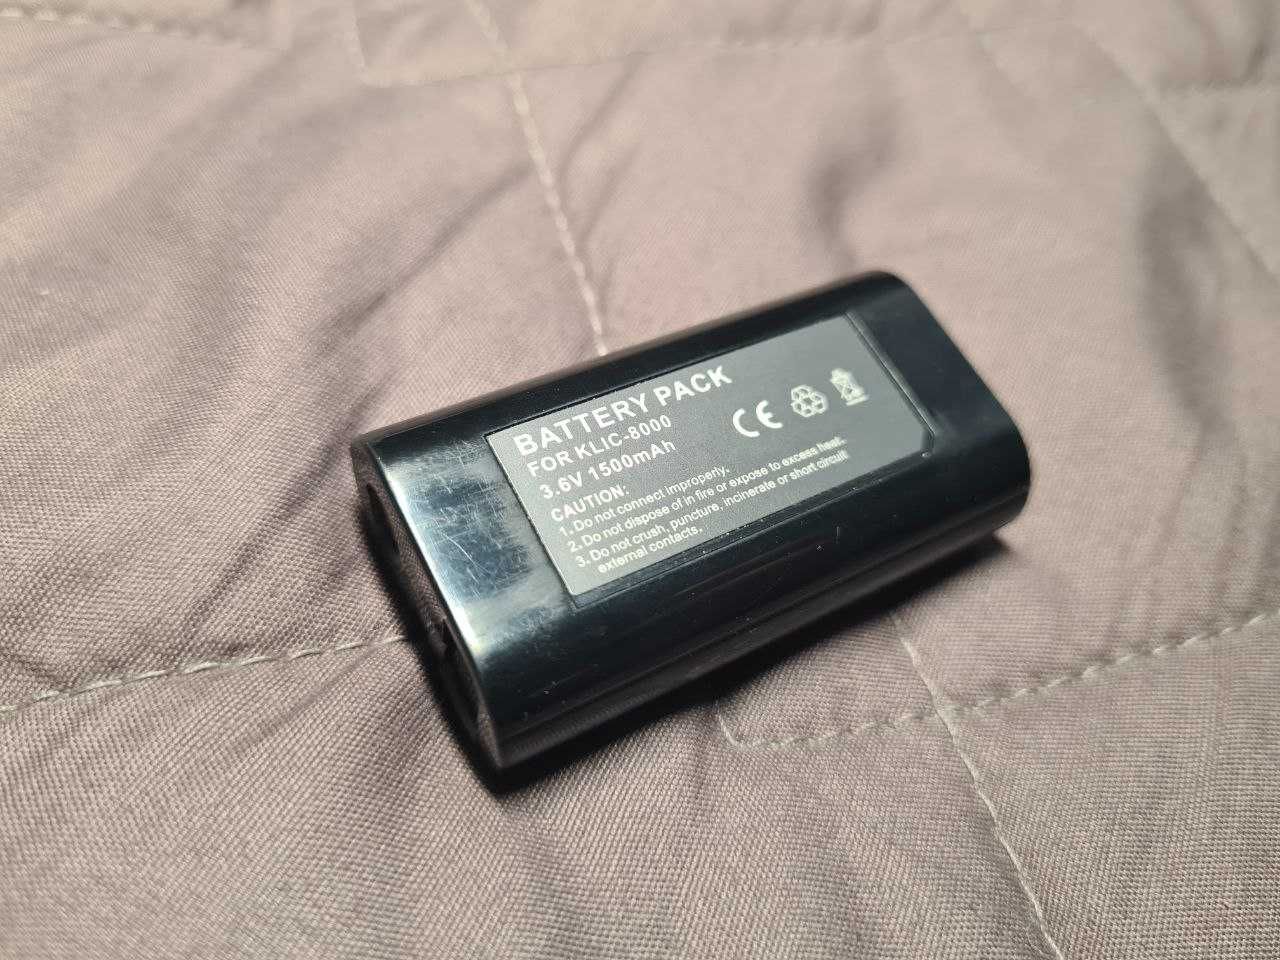 BATTERY PACK
FOR KLIC-8000
3.6V 1500mAh
CE
CAUTION:
1. Do not connect improperly.
2. Do not dispose of in fire or expose to excess heat.
3. Do not crush, puncture, incinerate or short circuit
external contacts.